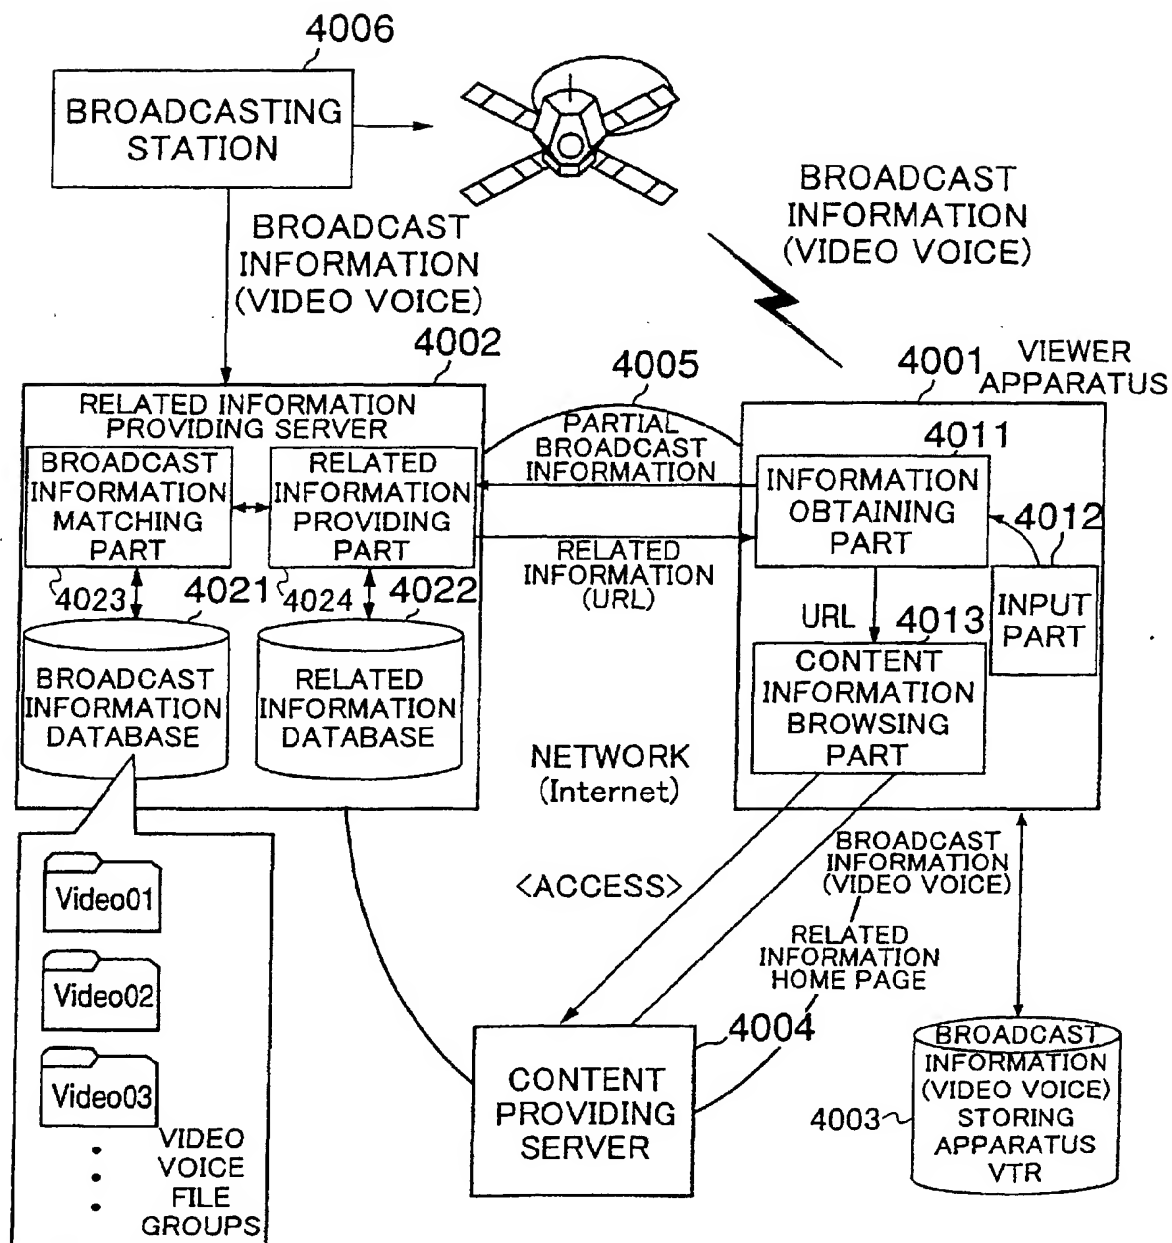 4006
BROADCASTING
STATION
BROADCAST
INFORMATION
(VIDEO VOICE)
BROADCAST
INFORMATION
(VIDEO VOICE)
4002
RELATED INFORMATION
PROVIDING SERVER
BROADCAST
INFORMATION
MATCHING
PART
4023
RELATED
INFORMATION
PROVIDING
PART
4024
4021
BROADCAST
INFORMATION
DATABASE
4022
RELATED
INFORMATION
DATABASE
4005
PARTIAL
BROADCAST
INFORMATION
RELATED
INFORMATION
(URL)
4001
VIEWER
APPARATUS
4011
INFORMATION
OBTAINING
PART
4012
INPUT
PART
URL
4013
CONTENT
INFORMATION
BROWSING
PART
NETWORK
(Internet)
<ACCESS>
BROADCAST
INFORMATION
(VIDEO VOICE)
RELATED
INFORMATION
HOME PAGE
Video01
Video02
Video03
VIDEO
VOICE
FILE
GROUPS
4004
CONTENT
PROVIDING
SERVER
4003
BROADCAST
INFORMATION
(VIDEO VOICE)
STORING
APPARATUS
VTR